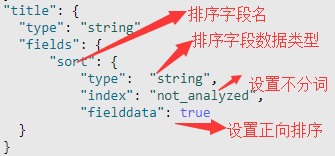 "title": {
"type": "string"
"fields": {
"sort": {
"type": "string",
"index": "not_analyzed",
"fielddata": true
}
}
排序字段名
排序字段数据类型
设置不分词
设置正向排序